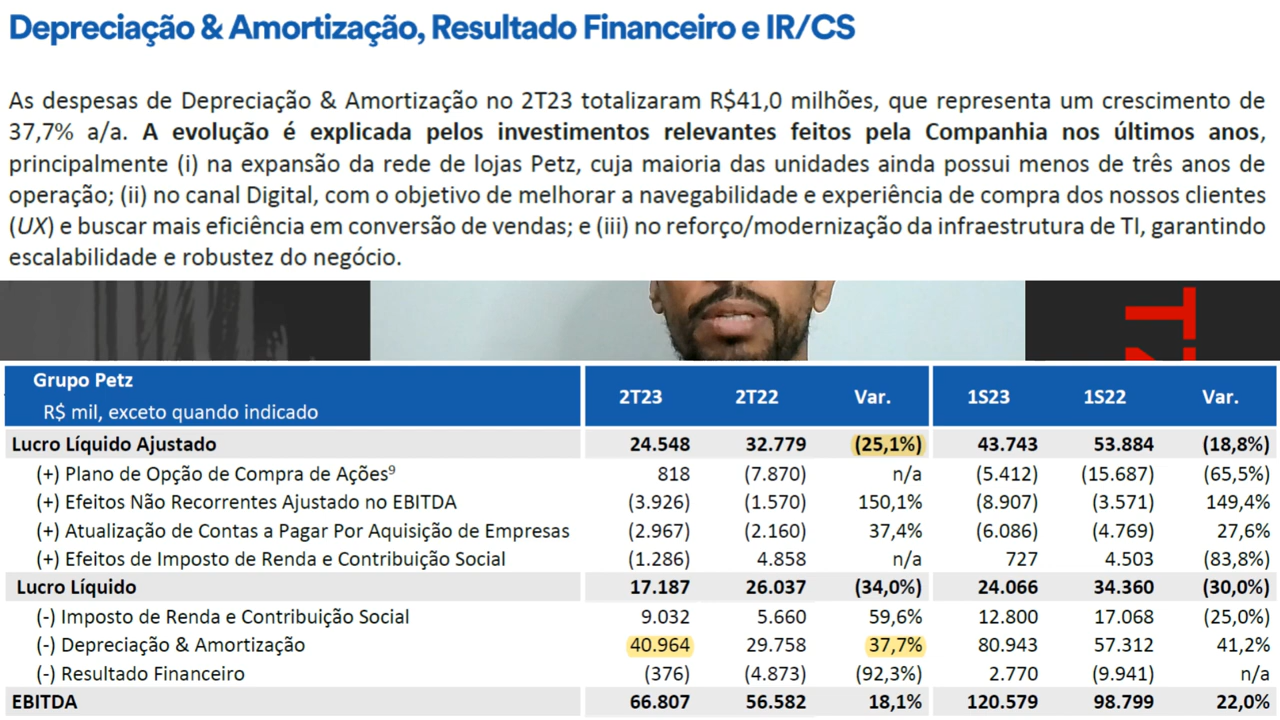 Depreciação & Amortização, Resultado Financeiro e IR/CS
As despesas de Depreciação & Amortização no 2T23 totalizaram R$41,0 milhões, que representa um crescimento de
37,7% a/a. A evolução é explicada pelos investimentos relevantes feitos pela Companhia nos últimos anos,
principalmente (i) na expansão da rede de lojas Petz, cuja maioria das unidades ainda possui menos de três anos de
operação; (ii) no canal Digital, com o objetivo de melhorar a navegabilidade e experiência de compra dos nossos clientes
(UX) e buscar mais eficiência em conversão de vendas; e (iii) no reforço/modernização da infraestrutura de TI, garantindo
escalabilidade e robustez do negócio.
T
Grupo Petz
R$ mil, exceto quando indicado 2T23 2T22 Var. 1S23 1S22 Var.
Lucro Líquido Ajustado 24.548 32.779 (25,1%) 43.743 53.884 (18,8%)
(+) Plano de Opção de Compra de Ações⁹ 818 (7.870) n/a (5.412) (15.687) (65,5%)
(+) Efeitos Não Recorrentes Ajustado no EBITDA (3.926) (1.570) 150,1% (8.907) (3.571) 149,4%
(+) Atualização de Contas a Pagar Por Aquisição de Empresas (2.967) (2.160) 37,4% (6.086) (4.769) 27,6%
(+) Efeitos de Imposto de Renda e Contribuição Social (1.286) 4.858 n/a 727 4.503 (83,8%)
Lucro Líquido 17.187 26.037 (34,0%) 24.066 34.360 (30,0%)
(-) Imposto de Renda e Contribuição Social 9.032 5.660 59,6% 12.800 17.068 (25,0%)
(-) Depreciação & Amortização 40.964 29.758 37,7% 80.943 57.312 41,2%
(-) Resultado Financeiro (376) (4.873) (92,3%) 2.770 (9.941) n/a
EBITDA 66.807 56.582 18,1% 120.579 98.799 22,0%